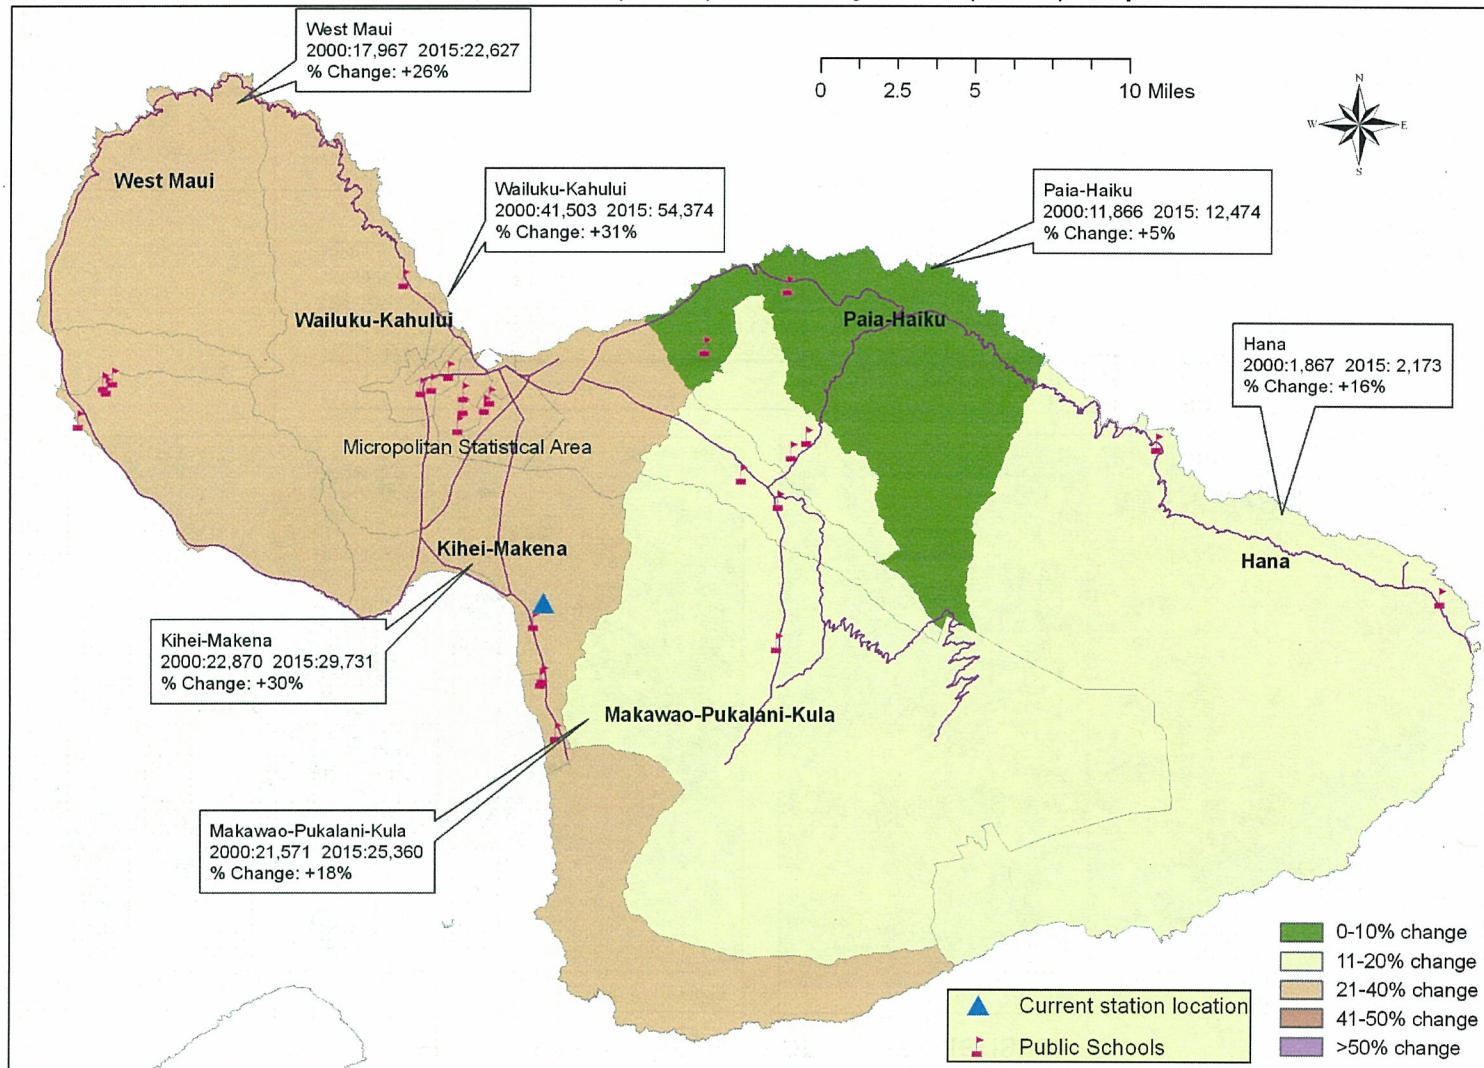 West Maui
2000:17,967 2015:22,627
% Change: +26%
0 2.5 5 10 Miles
N
W E
S
West Maui
Wailuku-Kahului
2000:41,503 2015: 54,374
% Change: +31%
Paia-Haiku
2000:11,866 2015: 12,474
% Change: +5%
Wailuku-Kahului
Paia-Haiku
Hana
2000:1,867 2015: 2,173
% Change: +16%
Micropolitan Statistical Area
Kihei-Makena
Hana
Kihei-Makena
2000:22,870 2015:29,731
% Change: +30%
Makawao-Pukalani-Kula
Makawao-Pukalani-Kula
2000:21,571 2015:25,360
% Change: +18%
Current station location
Public Schools
0-10% change
11-20% change
21-40% change
41-50% change
>50% change